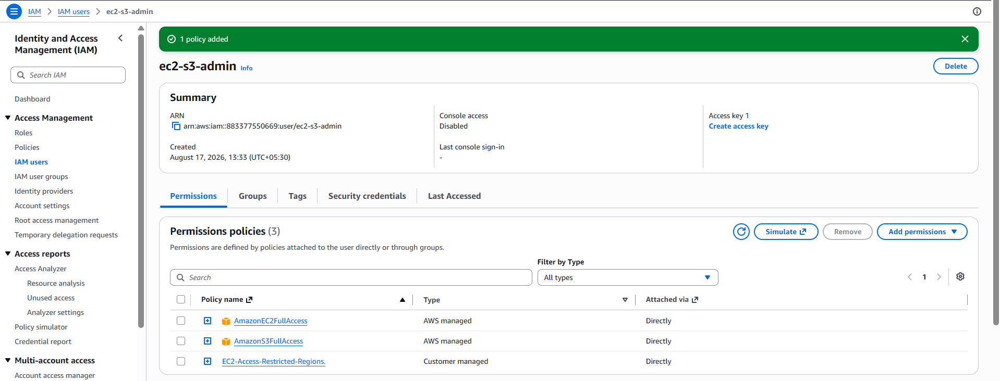 IAM > IAM users > ec2-s3-admin
Identity and Access
Management (IAM)
Search IAM
Dashboard
Access Management
Roles
Policies
IAM users
IAM user groups
Identity providers
Account settings
Root access management
Temporary delegation requests
Access reports
Access Analyzer
Resource analysis
Unused access
Analyzer settings
Policy simulator
Credential report
Multi-account access
Account access manager
1 policy added
ec2-s3-admin Info
Delete
Summary
ARN
arn:aws:iam::883377550669:user/ec2-s3-admin
Created
August 17, 2026, 13:33 (UTC+05:30)
Console access
Disabled
Last console sign-in
-
Access key 1
Create access key
Permissions Groups Tags Security credentials Last Accessed
Permissions policies (3)
Simulate Remove Add permissions
Permissions are defined by policies attached to the user directly or through groups.
Filter by Type
Search All types 1
Policy name Type Attached via
AmazonEC2FullAccess AWS managed Directly
AmazonS3FullAccess AWS managed Directly
EC2-Access-Restricted-Regions. Customer managed Directly